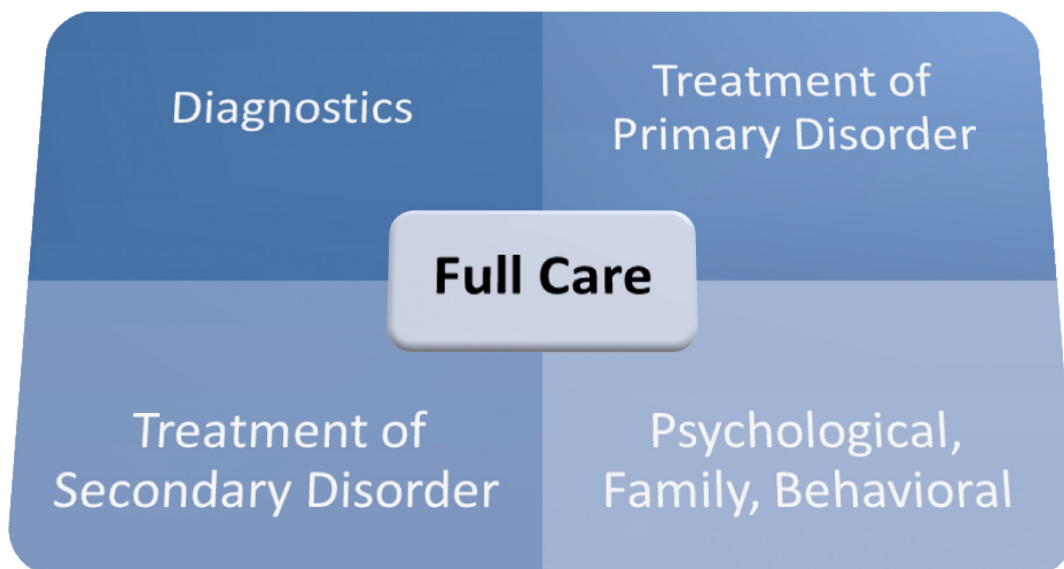 Diagnostics
Treatment of
Primary Disorder
Full Care
Treatment of
Secondary Disorder
Psychological,
Family, Behavioral